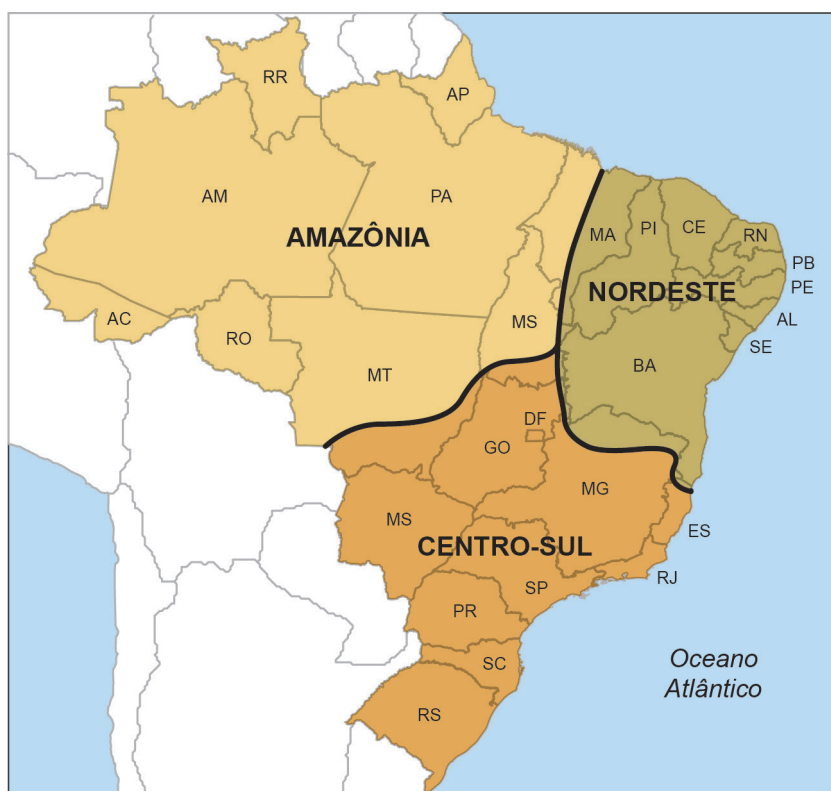 RR
AP
AM
PA
AMAZÔNIA
MA
PI
CE
RN
PB
PE
NORDESTE
AL
SE
AC
RO
MS
MT
BA
DF
GO
MG
MS
ES
CENTRO-SUL
RJ
SP
PR
SC
RS
Oceano
Atlântico